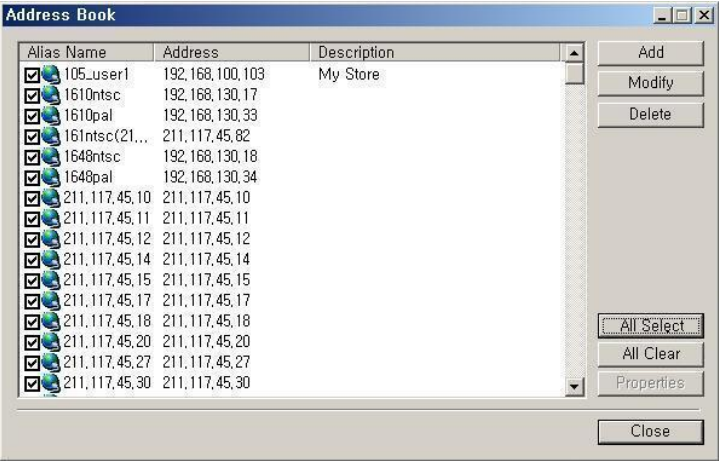 Address Book
Alias Name Address Description
105_user1 192,168,100,103 My Store
1610ntsc 192,168,130,17
1610pal 192,168,130,33
161ntsc(21,,, 211,117,45,82
1648ntsc 192,168,130,18
1648pal 192,168,130,34
211,117,45,10 211,117,45,10
211,117,45,11 211,117,45,11
211,117,45,12 211,117,45,12
211,117,45,14 211,117,45,14
211,117,45,15 211,117,45,15
211,117,45,17 211,117,45,17
211,117,45,18 211,117,45,18
211,117,45,20 211,117,45,20
211,117,45,27 211,117,45,27
211,117,45,30 211,117,45,30
Add
Modify
Delete
All Select
All Clear
Properties
Close